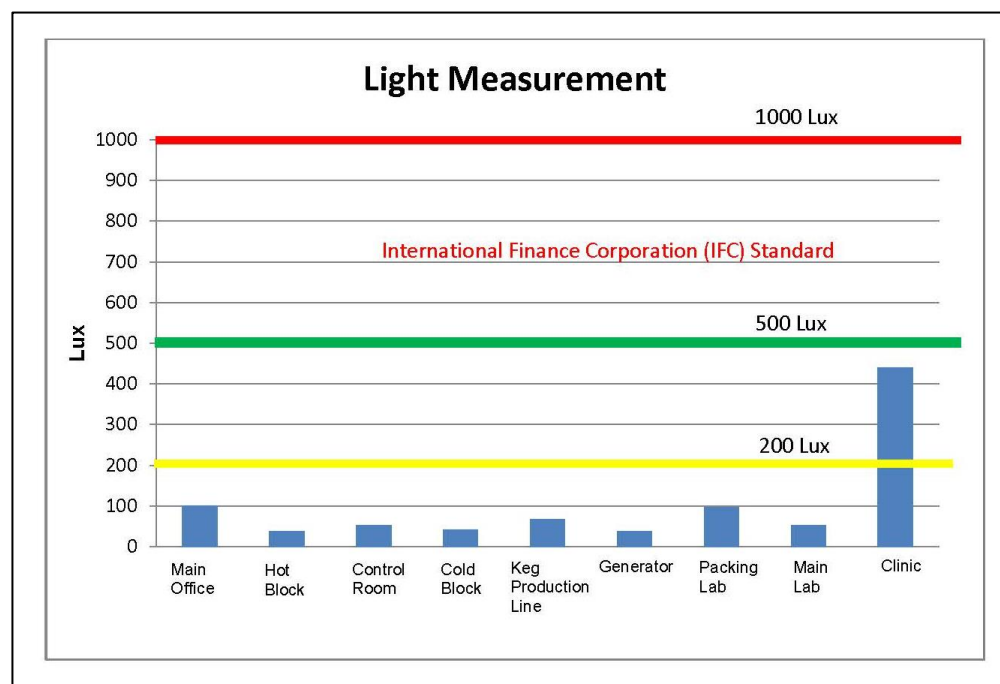 Light Measurement
1000 Lux
1000
900
800
700
600
500
400
300
200
100
0
Lux
International Finance Corporation (IFC) Standard
500 Lux
200 Lux
Main
Office
Hot
Block
Control
Room
Cold
Block
Keg
Production
Line
Generator
Packing
Lab
Main
Lab
Clinic